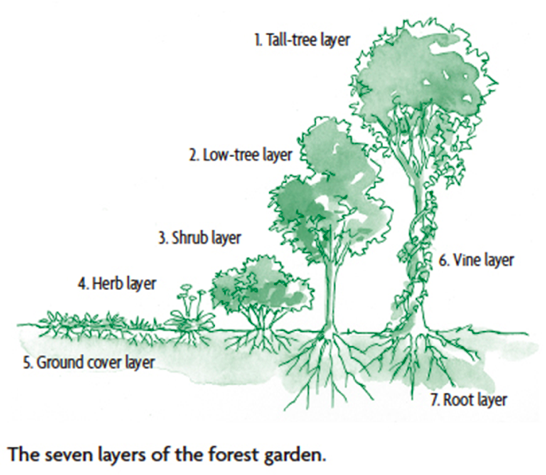 1. Tall-tree layer
2. Low-tree layer
3. Shrub layer
4. Herb layer
5. Ground cover layer
6. Vine layer
7. Root layer
The seven layers of the forest garden.